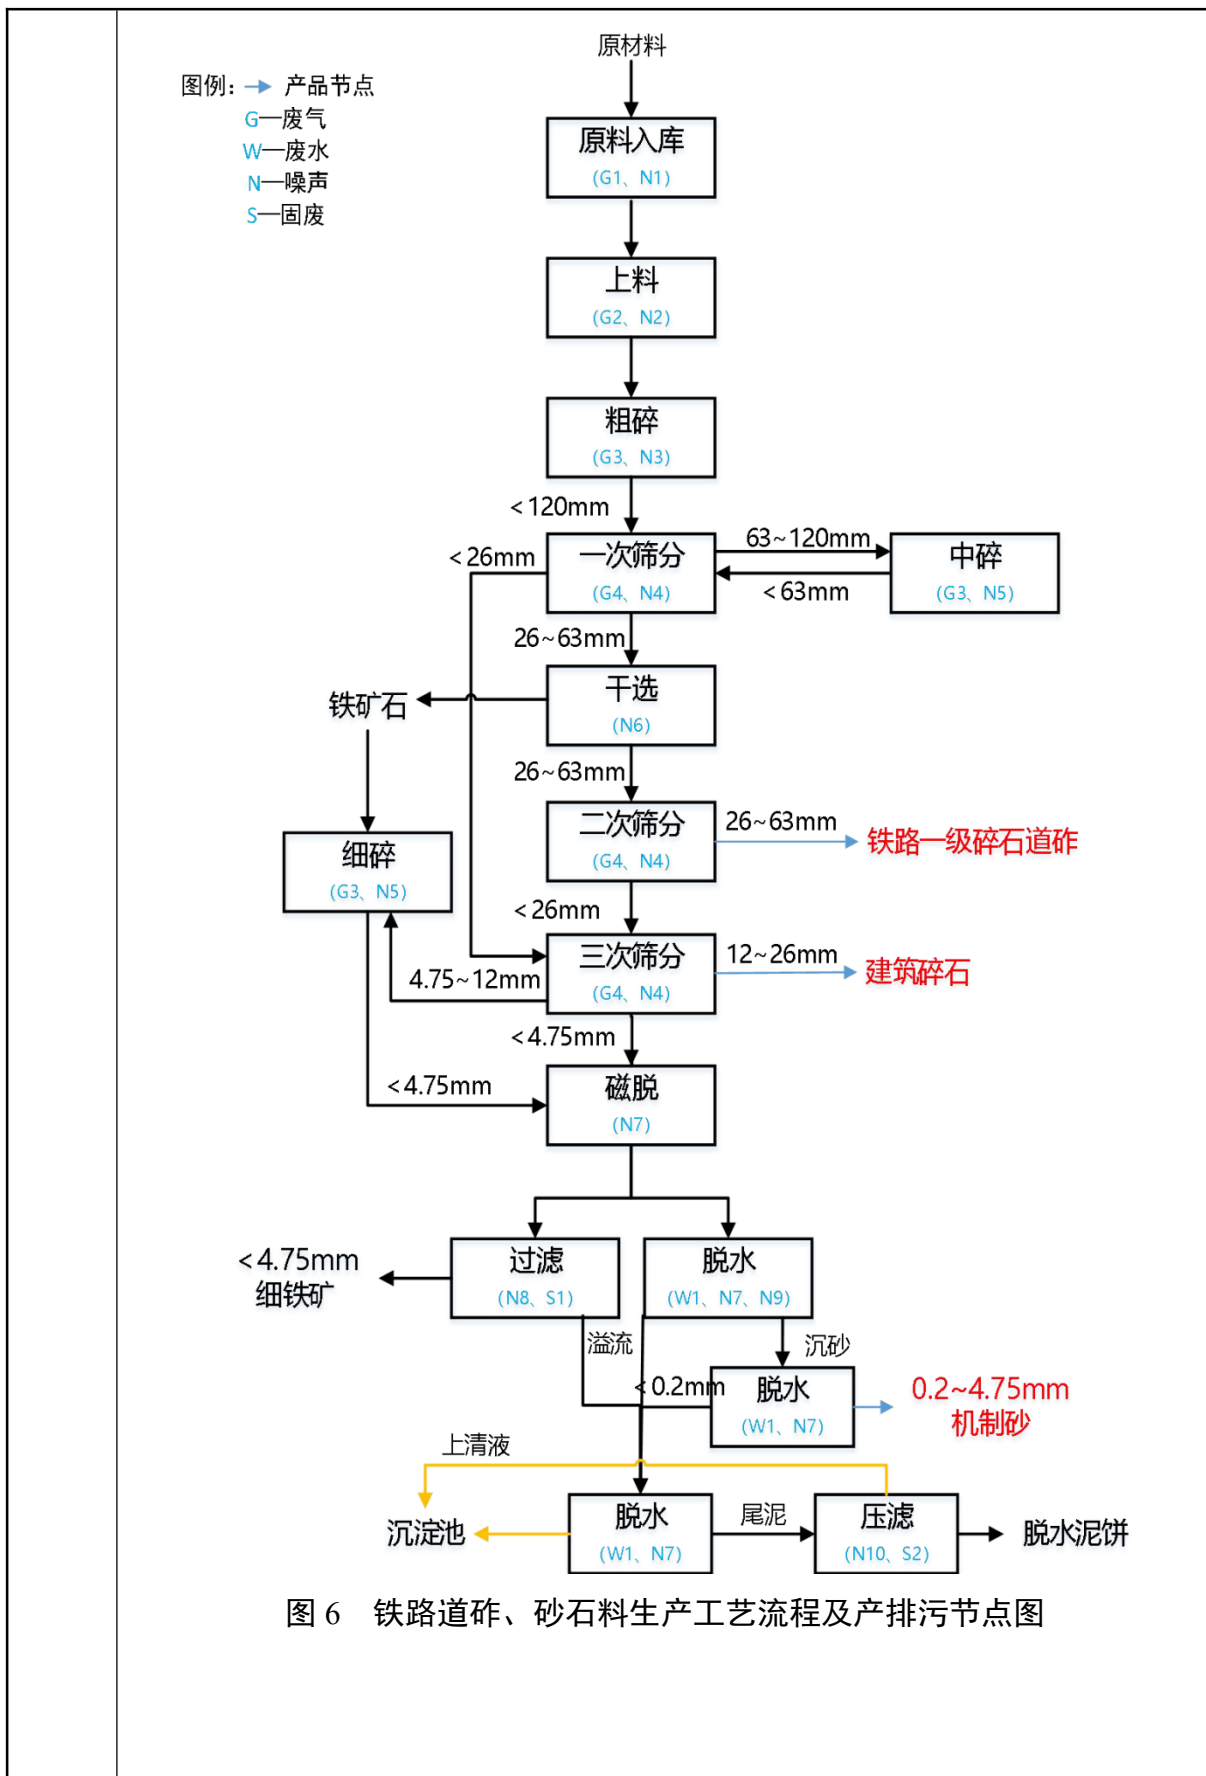 原材料
图例： 产品节点
G—废气
W—废水
N—噪声
S—固废
原料入库
（G1、N1）
上料
（G2、N2）
粗碎
（G3、N3）
<120mm
一次筛分
（G4、N4）
63~120mm
<63mm
中碎
（G3、N5）
<26mm
26~63mm
干选
（N6）
铁矿石
26~63mm
二次筛分
（G4、N4）
26~63mm
铁路一级碎石道砟
细碎
（G3、N5）
<26mm
三次筛分
（G4、N4）
12~26mm
建筑碎石
4.75~12mm
<4.75mm
<4.75mm
磁脱
（N7）
过滤
（N8、S1）
<4.75mm
细铁矿
脱水
（W1、N7、N9）
溢流
沉砂
<0.2mm
脱水
（W1、N7）
0.2~4.75mm
机制砂
上清液
沉淀池
脱水
（W1、N7）
尾泥
压滤
（N10、S2）
脱水泥饼
图 6 铁路道砟、砂石料生产工艺流程及产排污节点图